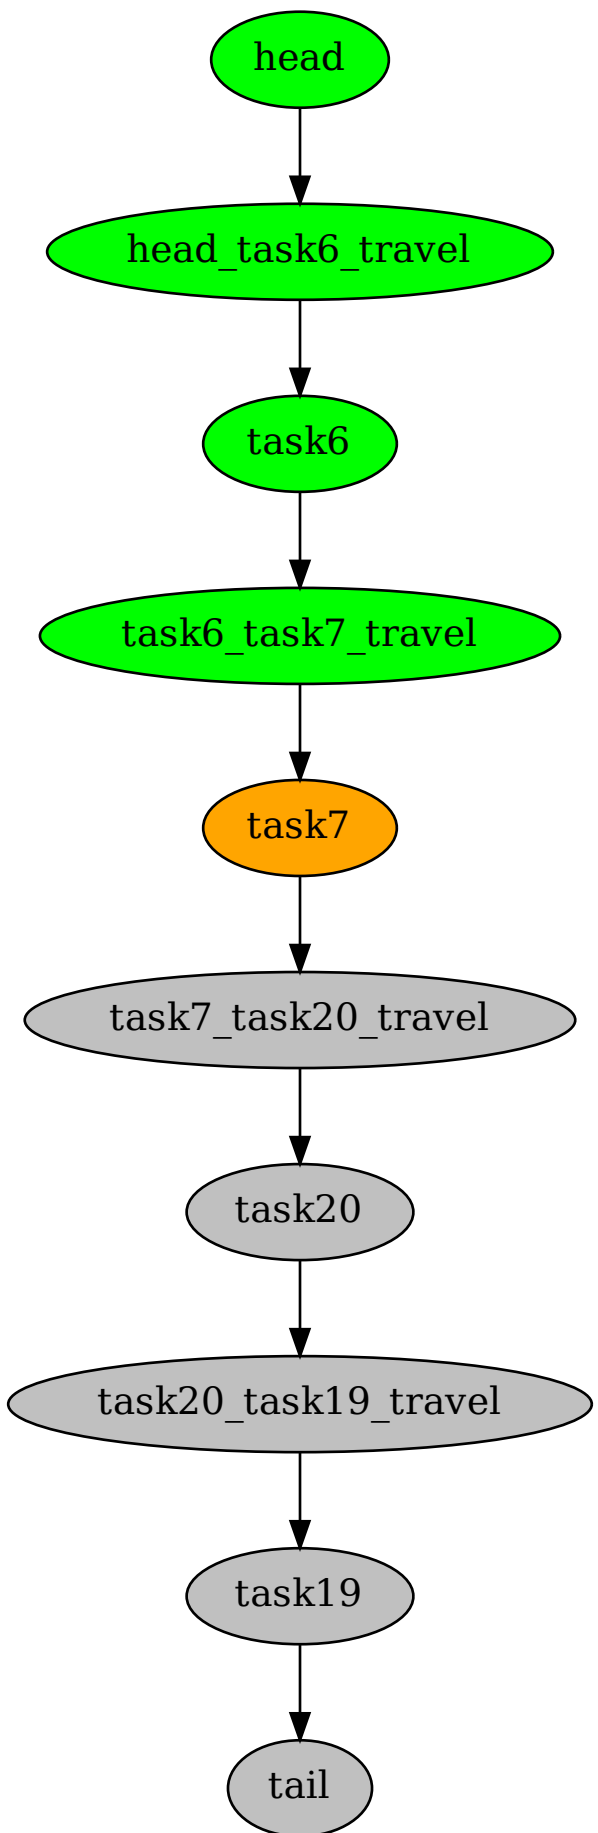 head
head_task6_travel
task6
task6_task7_travel
task7
task7_task20_travel
task20
task20_task19_travel
task19
tail